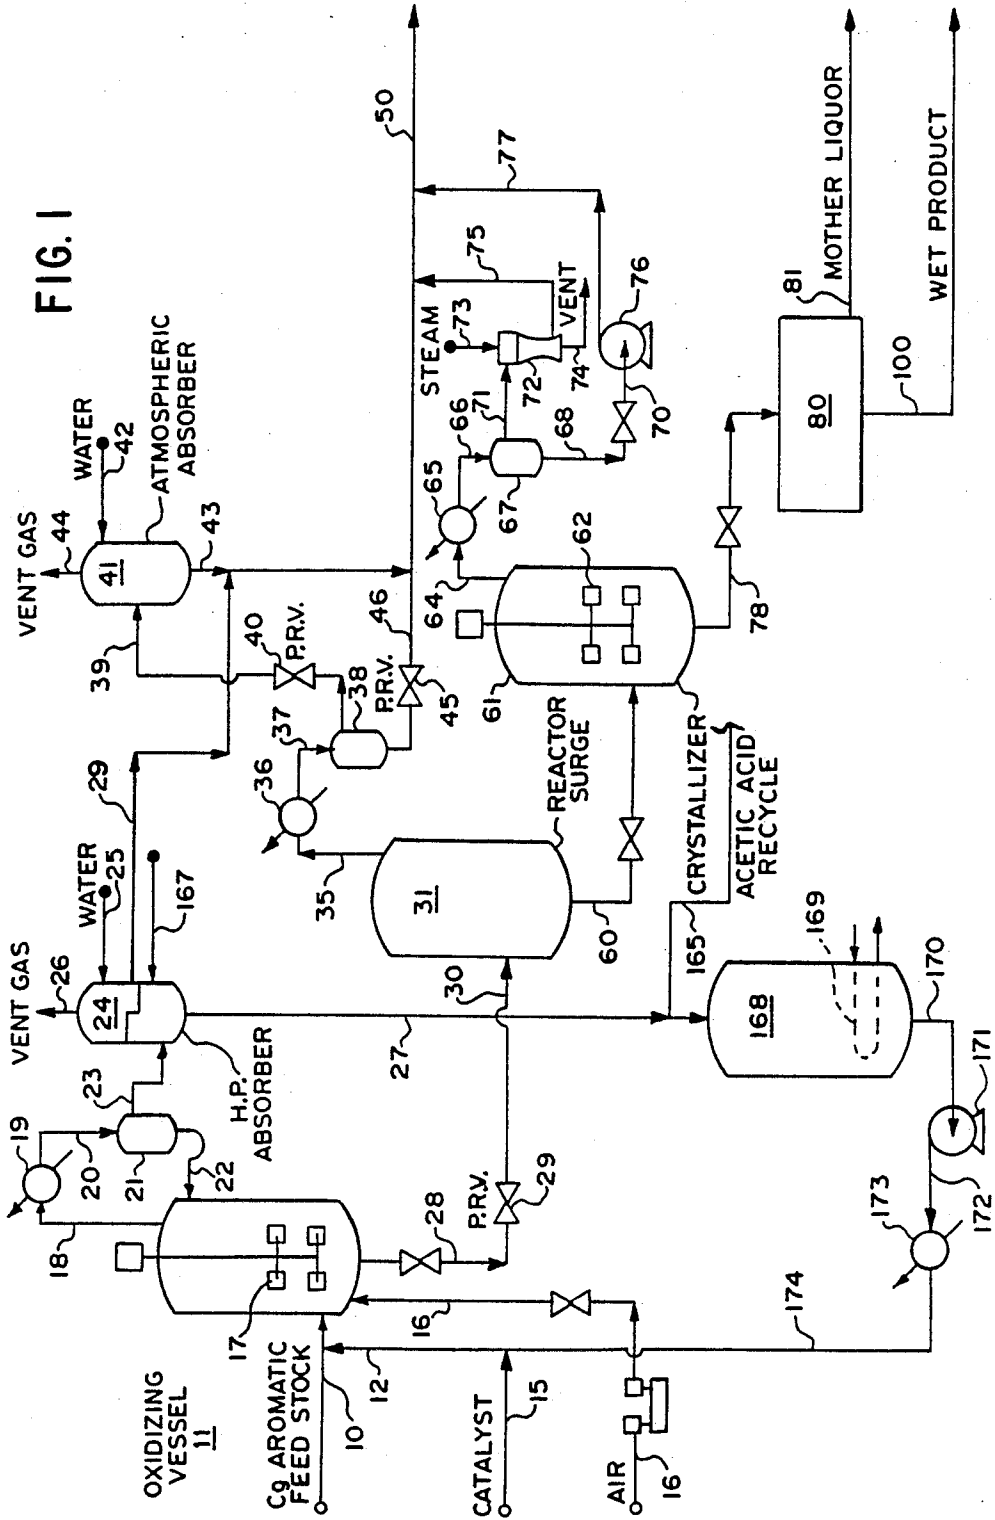 FIG. 1
OXIDIZING
VESSEL
11
C8 AROMATIC
FEED STOCK
10
12
CATALYST
15
AIR
16
16
17
18
19
20
21
22
23
H.P.
ABSORBER
VENT GAS
26
24
WATER
25
167
29
27
28
P.R.V.
29
30
31
REACTOR
SURGE
35
36
37
38
P.R.V.
40
39
VENT GAS
44
41
WATER
42
ATMOSPHERIC
ABSORBER
43
P.R.V.
45
46
50
60
61
62
CRYSTALLIZER
64
65
66
67
68
70
71
72
STEAM
73
74
VENT
75
76
77
78
80
81
MOTHER LIQUOR
100
WET PRODUCT
ACETIC ACID
RECYCLE
165
168
169
170
171
172
173
174